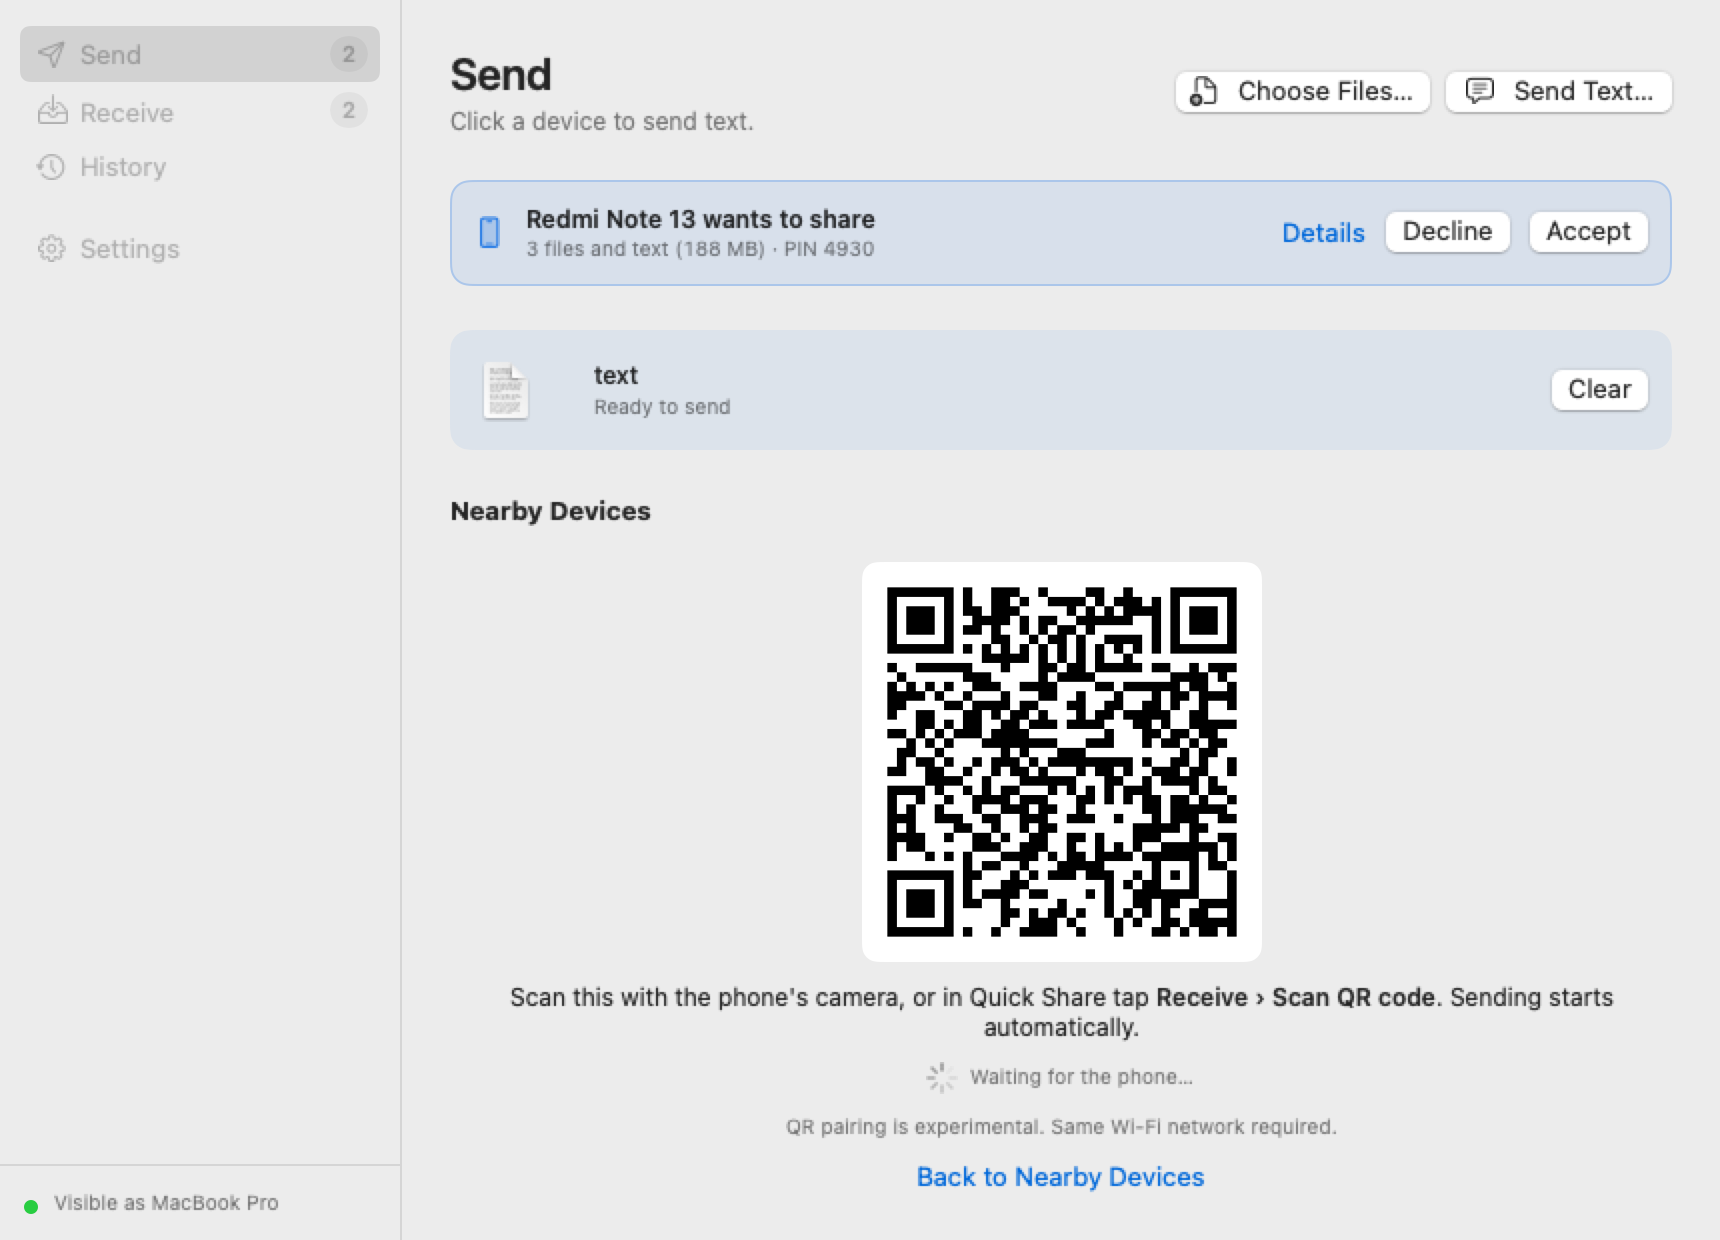 Send
2
Receive
2
History
Settings
Visible as MacBook Pro
Send
Click a device to send text.
Choose Files...
Send Text...
Redmi Note 13 wants to share
3 files and text (188 MB) · PIN 4930
Details
Decline
Accept
text
Ready to send
Clear
Nearby Devices
Scan this with the phone's camera, or in Quick Share tap Receive › Scan QR code. Sending starts
automatically.
Waiting for the phone...
QR pairing is experimental. Same Wi-Fi network required.
Back to Nearby Devices